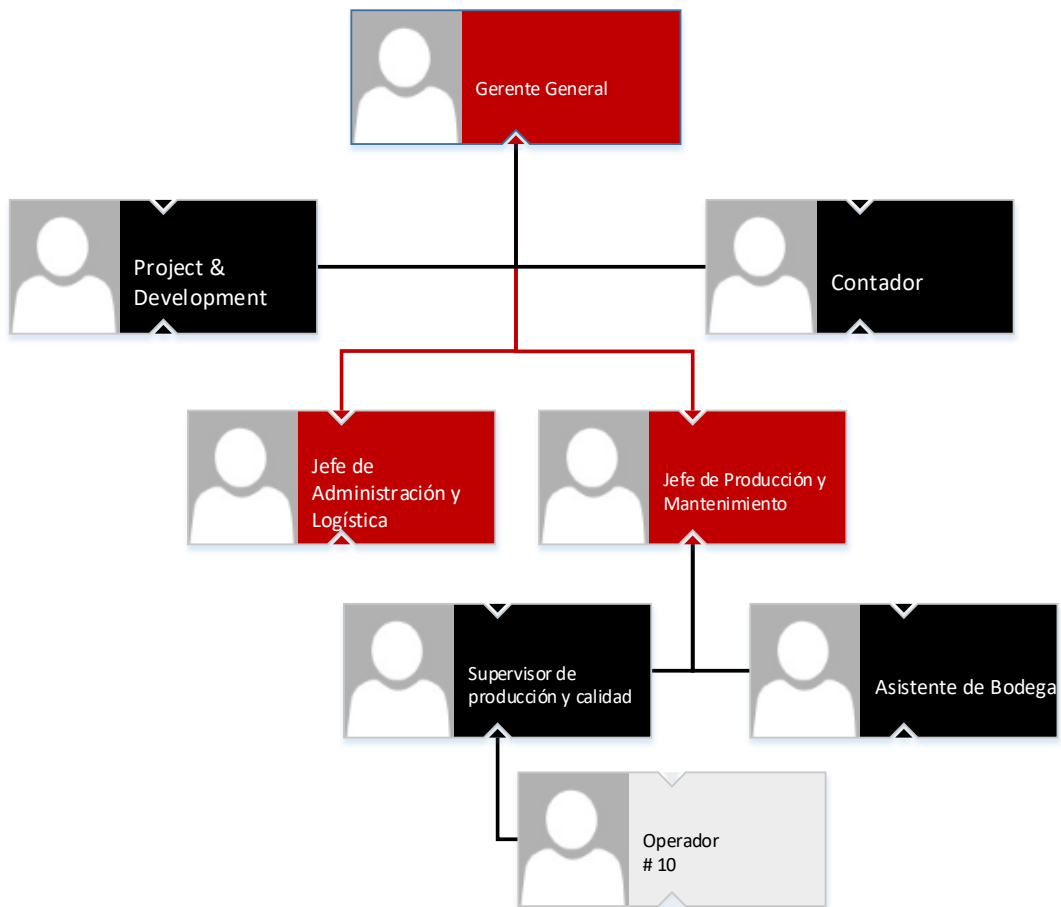 Gerente General
Project &
Development
Contador
Jefe de
Administración y
Logística
Jefe de Producción y
Mantenimiento
Supervisor de
producción y calidad
Asistente de Bodega
Operador
# 10